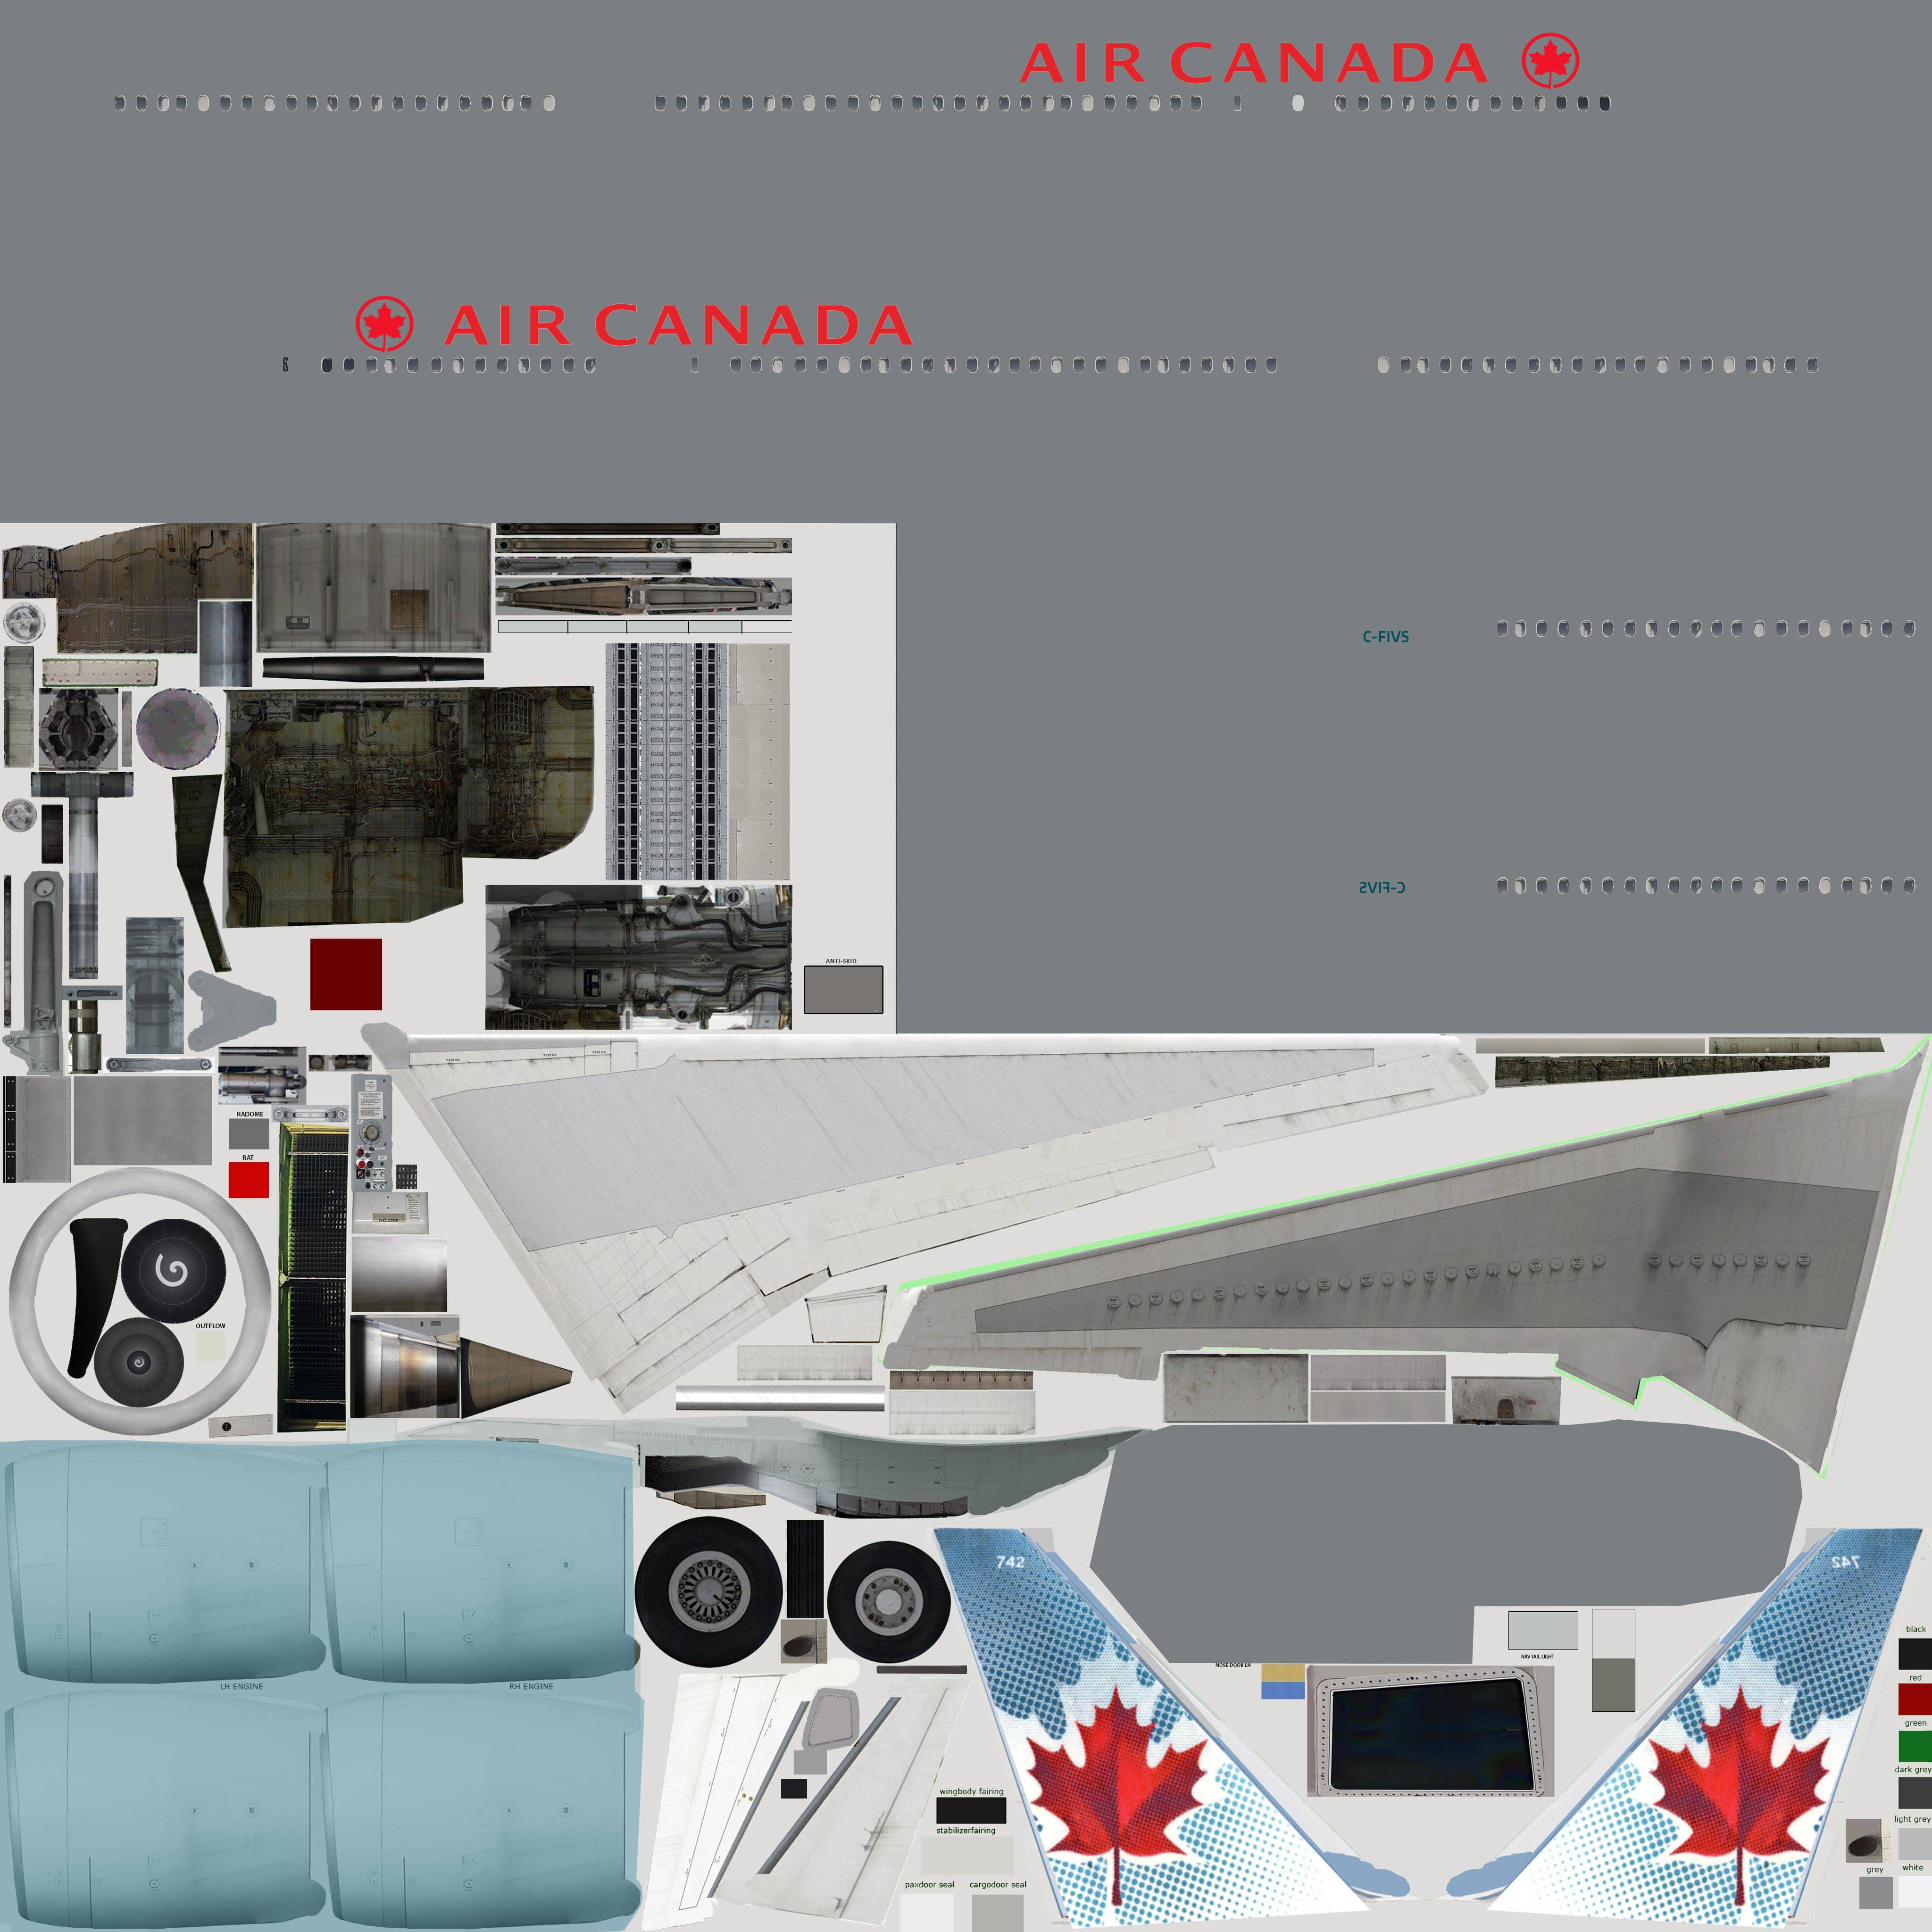 AIR CANADA
AIR CANADA
C-FIVS
C-FIVS
ANTI-SKID
RADOME
RAT
NO STEP
OUTFLOW
LH ENGINE
RH ENGINE
742
742
NOSE DOOR LH
NAV TAIL LIGHT
black
red
green
dark grey
light grey
grey
white
wingbody fairing
stabilizerfairing
paxdoor seal
cargodoor seal